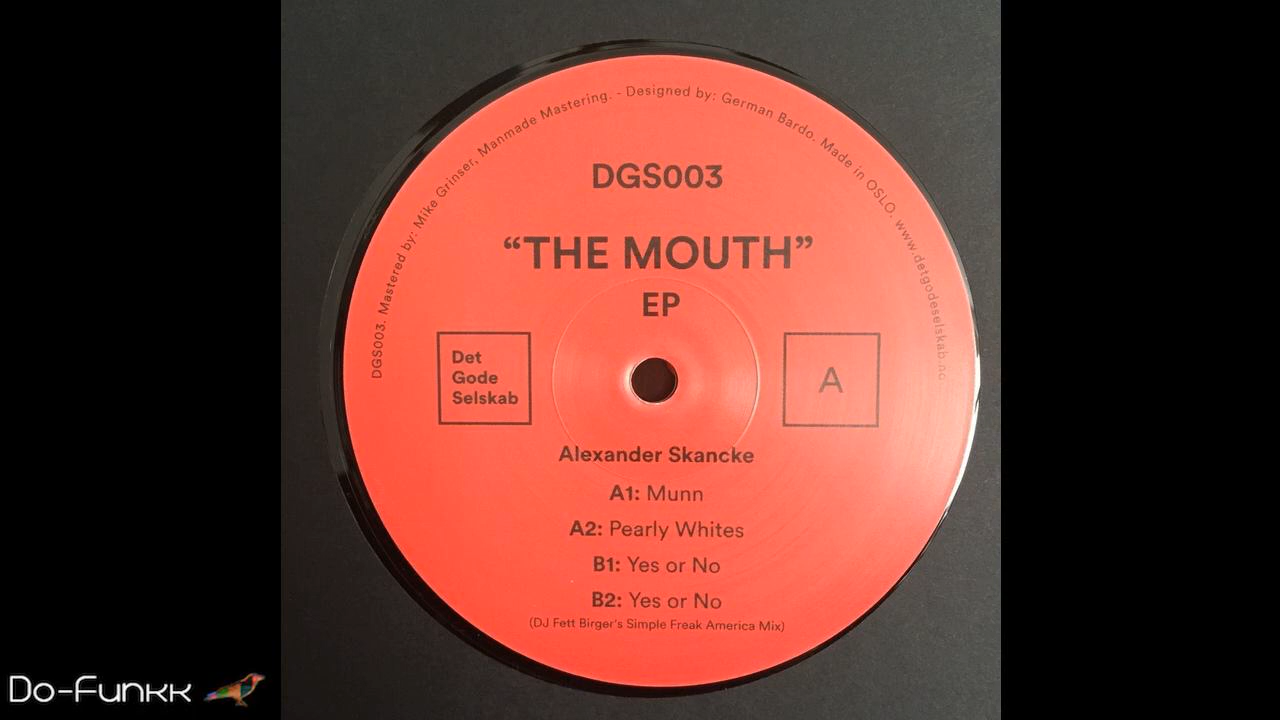 DGS003. Mastered by: Mike Grinser, Manmade Mastering. - Designed by: German Bardo. Made in OSLO. www.detgodeselskab.no
DGS003
“THE MOUTH”
EP
Det
Gode
Selskab
A
Alexander Skancke
A1: Munn
A2: Pearly Whites
B1: Yes or No
B2: Yes or No
(DJ Fett Birger's Simple Freak America Mix)
Do-Funkk